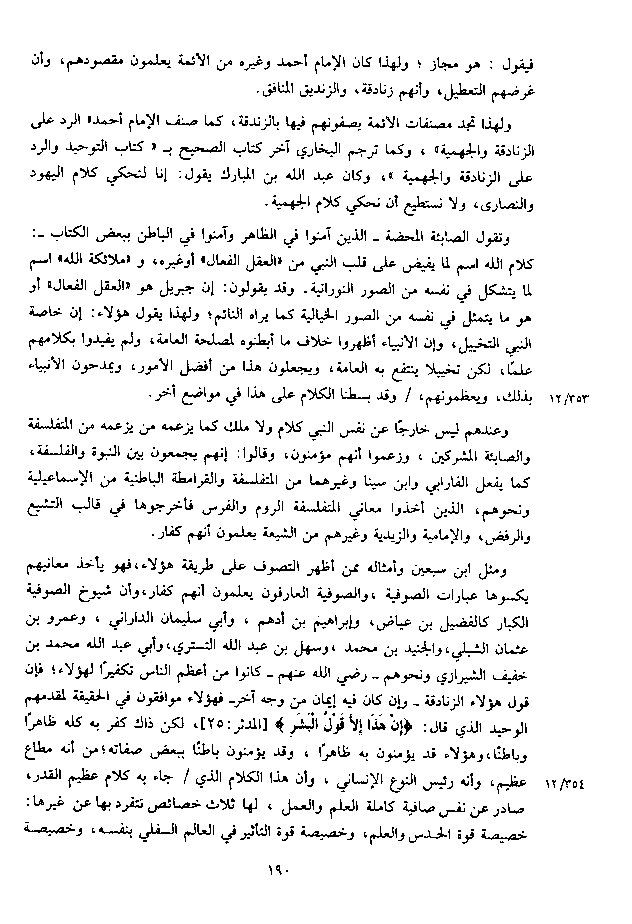 فيقول : هو مجاز ؛ ولهذا كان الإمام أحمد وغيره من الأئمة يعلمون مقصودهم، وأن
غرضهم التعطيل، وأنهم زنادقة، والزنديق المنافق.
ولهذا تجد مصنفات الأئمة يصفونهم فيها بالزندقة، كما صنف الإمام أحمد« الرد على
الزنادقة والجهمية» ، وكما ترجم البخاري آخر كتاب الصحيح بـ « كتاب التوحيد والرد
على الزنادقة والجهمية »، وكان عبد الله بن المبارك يقول: إنا لنحكي كلام اليهود
والنصارى، ولا نستطيع أن نحكي كلام الجهمية.
وتقول الصابئة المحضة ـ الذين آمنوا في الظاهر وآمنوا في الباطن ببعض الكتاب ـ:
كلام الله اسم لما يفيض على قلب النبي من «العقل الفعال» أوغيره، و «ملائكة الله» اسم
لما يتشكل في نفسه من الصور النورانية. وقد يقولون: إن جبريل هو «العقل الفعال» أو
هو ما يتمثل في نفسه من الصور الخيالية كما يراه النائم؛ ولهذا يقول هؤلاء: إن خاصة
النبي التخييل، وإن الأنبياء أظهروا خلاف ما أبطنوه لمصلحة العامة، ولم يفيدوا بكلامهم
علمًا، لكن تخييلا ينتفع به العامة، ويجعلون هذا من أفضل الأمور، ويمدحون الأنبياء
بذلك، ويعظمونهم، / وقد بسطنا الكلام على هذا في مواضع أخر. ١٢/٣٥٣
وعندهم ليس خارجًا عن نفس النبي كلام ولا ملك كما يزعمه من يزعمه من المتفلسفة
والصابئة المشركين ، وزعموا أنهم مؤمنون، وقالوا: إنهم يجمعون بين النبوة والفلسفة،
كما يفعل الفارابي وابن سينا وغيرهما من المتفلسفة والقرامطة الباطنية من الإسماعيلية
ونحوهم، الذين أخذوا معاني المتفلسفة الروم والفرس فأخرجوها في قالب التشيع
والرفض، والإمامية والزيدية وغيرهم من الشيعة يعلمون أنهم كفار.
ومثل ابن سبعين وأمثاله ممن أظهر التصوف على طريقة هؤلاء،فهو يأخذ معانيهم
يكسوها عبارات الصوفية ،والصوفية العارفون يعلمون أنهم كفار،وأن شيوخ الصوفية
الكبار كالفضيل بن عياض، وإبراهيم بن أدهم ، وأبي سليمان الداراني ، وعمرو بن
عثمان الشبلي،والجنيد بن محمد ، وسهل بن عبد الله التستري،وأبي عبد الله محمد بن
خفيف الشيرازي ونحوهم ـ رضي الله عنهم ـ كانوا من أعظم الناس تكفيرًا لهؤلاء؛ فإن
قول هؤلاء الزنادقة ـ وإن كان فيه إيمان من وجه آخرـ فهؤلاء موافقون في الحقيقة لمقدمهم
الوحيد الذي قال: ﴿إِنْ هَذَا إِلاَّ قَوْلُ الْبَشَرِ ﴾ [المدثر:٢٥]، لكن ذاك كفر به كله ظاهرًا
وباطنًا،وهؤلاء قد يؤمنون به ظاهرًا ، وقد يؤمنون باطنًا ببعض صفاته؛من أنه مطاع
عظيم، وأنه رئيس النوع الإنساني ، وأن هذا الكلام الذي / جاء به كلام عظيم القدر، ١٢/٣٥٤
صادر عن نفس صافية كاملة العلم والعمل ، لها ثلاث خصائص تتفرد بها عن غيرها:
خصيصة قوة الحدس والعلم، وخصيصة قوة التأثير في العالم السفلي بنفسه، وخصيصة
١٩٠